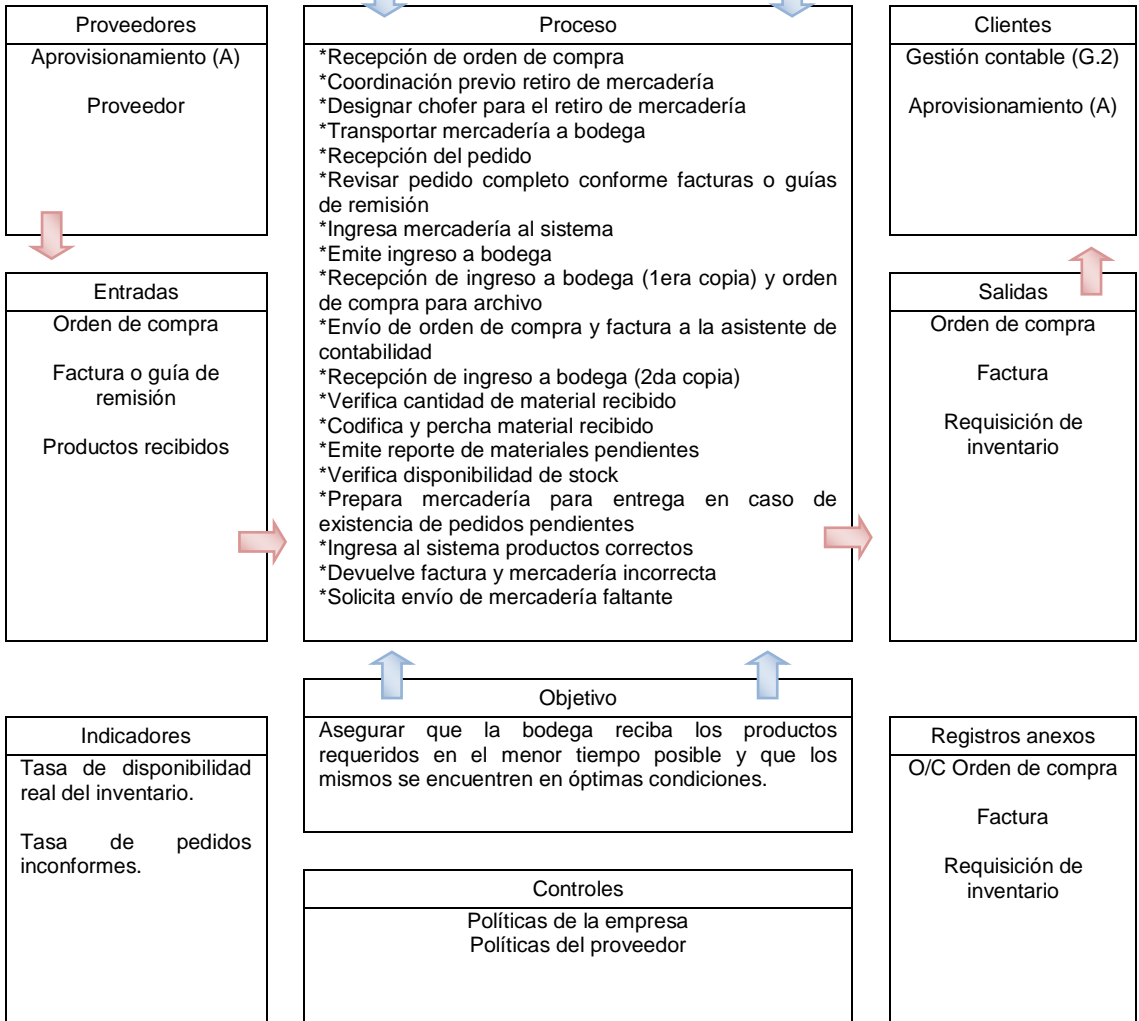 Proveedores
Aprovisionamiento (A)
Proveedor
Proceso
*Recepción de orden de compra
*Coordinación previo retiro de mercadería
*Designar chofer para el retiro de mercadería
*Transportar mercadería a bodega
*Recepción del pedido
*Revisar pedido completo conforme facturas o guías
de remisión
*Ingresa mercadería al sistema
*Emite ingreso a bodega
*Recepción de ingreso a bodega (1era copia) y orden
de compra para archivo
*Envío de orden de compra y factura a la asistente de
contabilidad
*Recepción de ingreso a bodega (2da copia)
*Verifica cantidad de material recibido
*Codifica y percha material recibido
*Emite reporte de materiales pendientes
*Verifica disponibilidad de stock
*Prepara mercadería para entrega en caso de
existencia de pedidos pendientes
*Ingresa al sistema productos correctos
*Devuelve factura y mercadería incorrecta
*Solicita envío de mercadería faltante
Clientes
Gestión contable (G.2)
Aprovisionamiento (A)
Entradas
Orden de compra
Factura o guía de
remisión
Productos recibidos
Salidas
Orden de compra
Factura
Requisición de
inventario
Indicadores
Tasa de disponibilidad
real del inventario.
Tasa de pedidos
inconformes.
Objetivo
Asegurar que la bodega reciba los productos
requeridos en el menor tiempo posible y que los
mismos se encuentren en óptimas condiciones.
Controles
Políticas de la empresa
Políticas del proveedor
Registros anexos
O/C Orden de compra
Factura
Requisición de
inventario